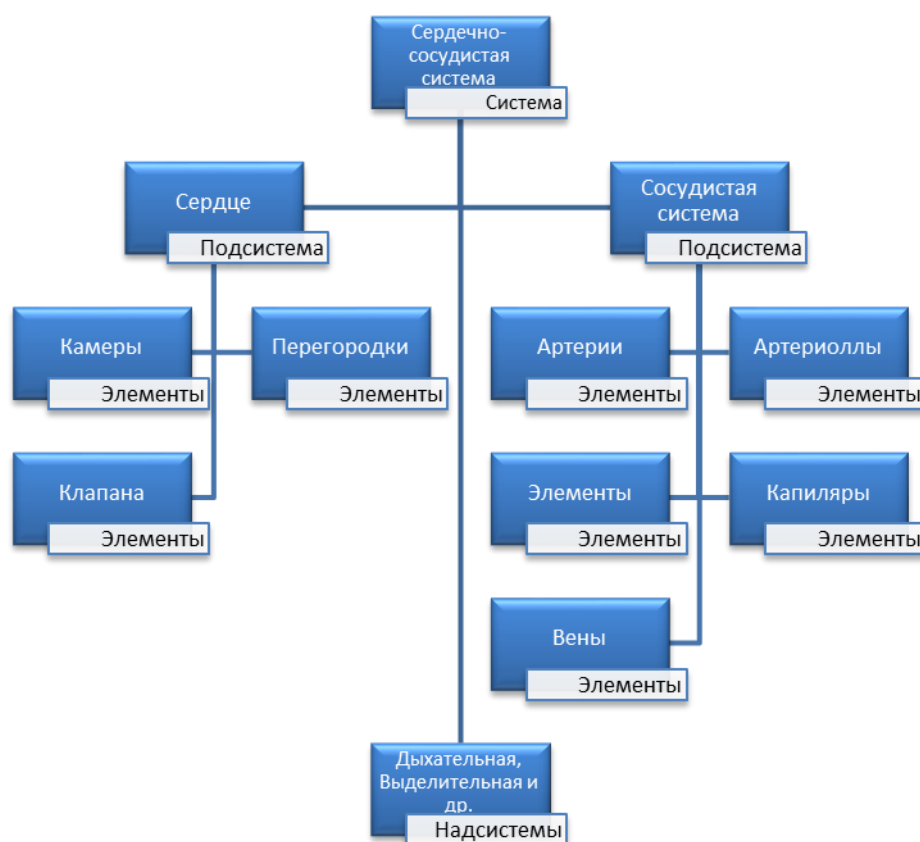 Сердечно-
сосудистая
система
Система
Сердце
Подсистема
Сосудистая
система
Подсистема
Камеры
Элементы
Перегородки
Элементы
Артерии
Элементы
Артериоллы
Элементы
Клапана
Элементы
Элементы
Элементы
Капиляры
Элементы
Вены
Элементы
Дыхательная,
Выделительная и
др.
Надсистемы